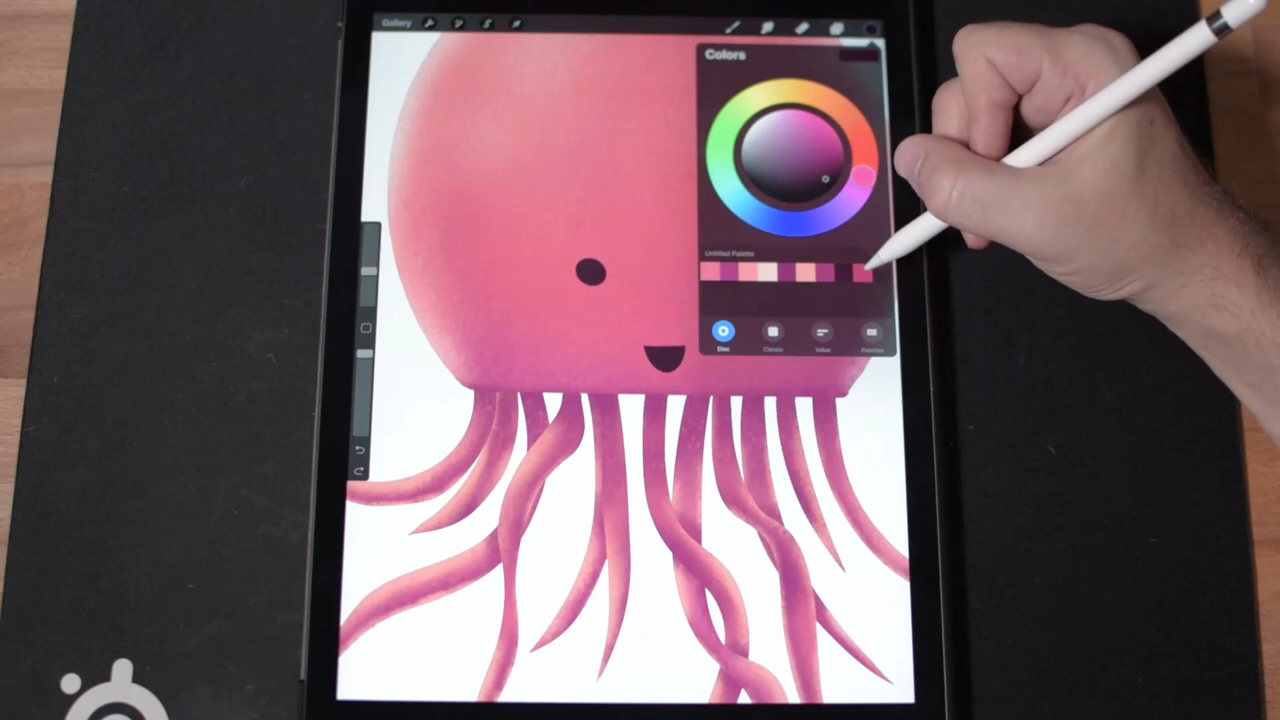 Gallery
Colors
Untitled Palette
Disc
Classic
Value
Palettes